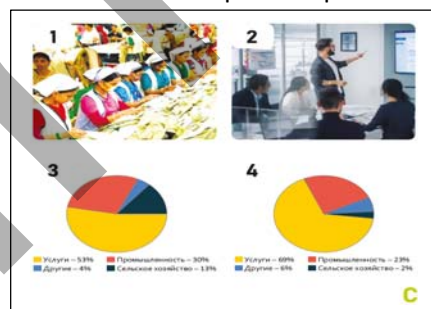 1
2
3
4
Услуги – 53%
Промышленность – 30%
Другие – 4%
Сельское хозяйство – 13%
Услуги – 69%
Промышленность – 23%
Другие – 6%
Сельское хозяйство – 2%
C